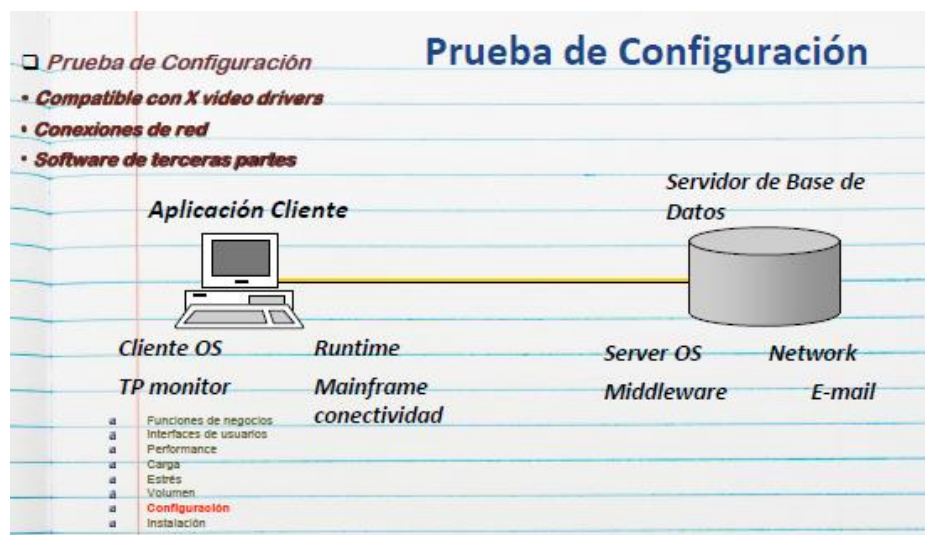 Prueba de Configuración
Prueba de Configuración
• Compatible con X video drivers
• Conexiones de red
• Software de terceras partes
Servidor de Base de
Datos
Aplicación Cliente
Cliente OS
Runtime
Server OS
Network
TP monitor
Mainframe
conectividad
Middleware
E-mail
a Funciones de negocios
a Interfaces de usuarios
a Performance
a Carga
a Estrés
a Volumen
a Configuración
a Instalación